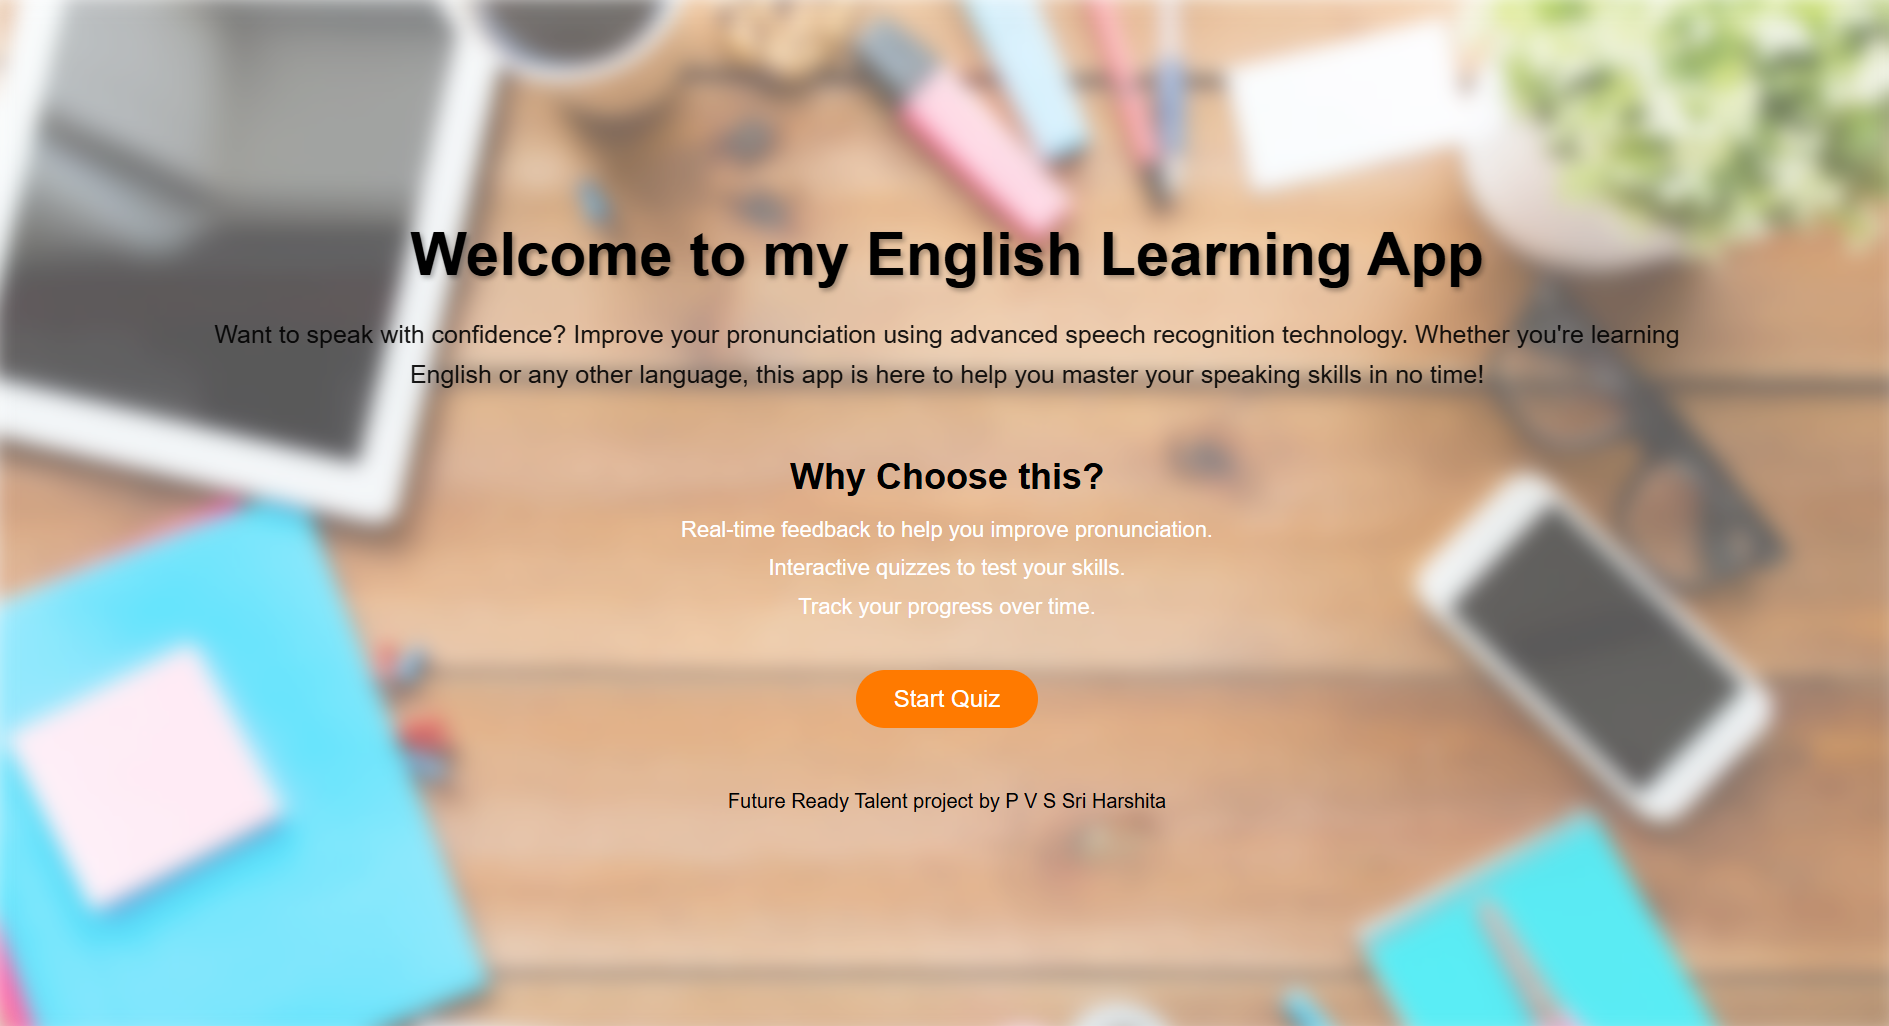 Welcome to my English Learning App
Want to speak with confidence? Improve your pronunciation using advanced speech recognition technology. Whether you're learning
English or any other language, this app is here to help you master your speaking skills in no time!
Why Choose this?
Real-time feedback to help you improve pronunciation.
Interactive quizzes to test your skills.
Track your progress over time.
Start Quiz
Future Ready Talent project by P V S Sri Harshita